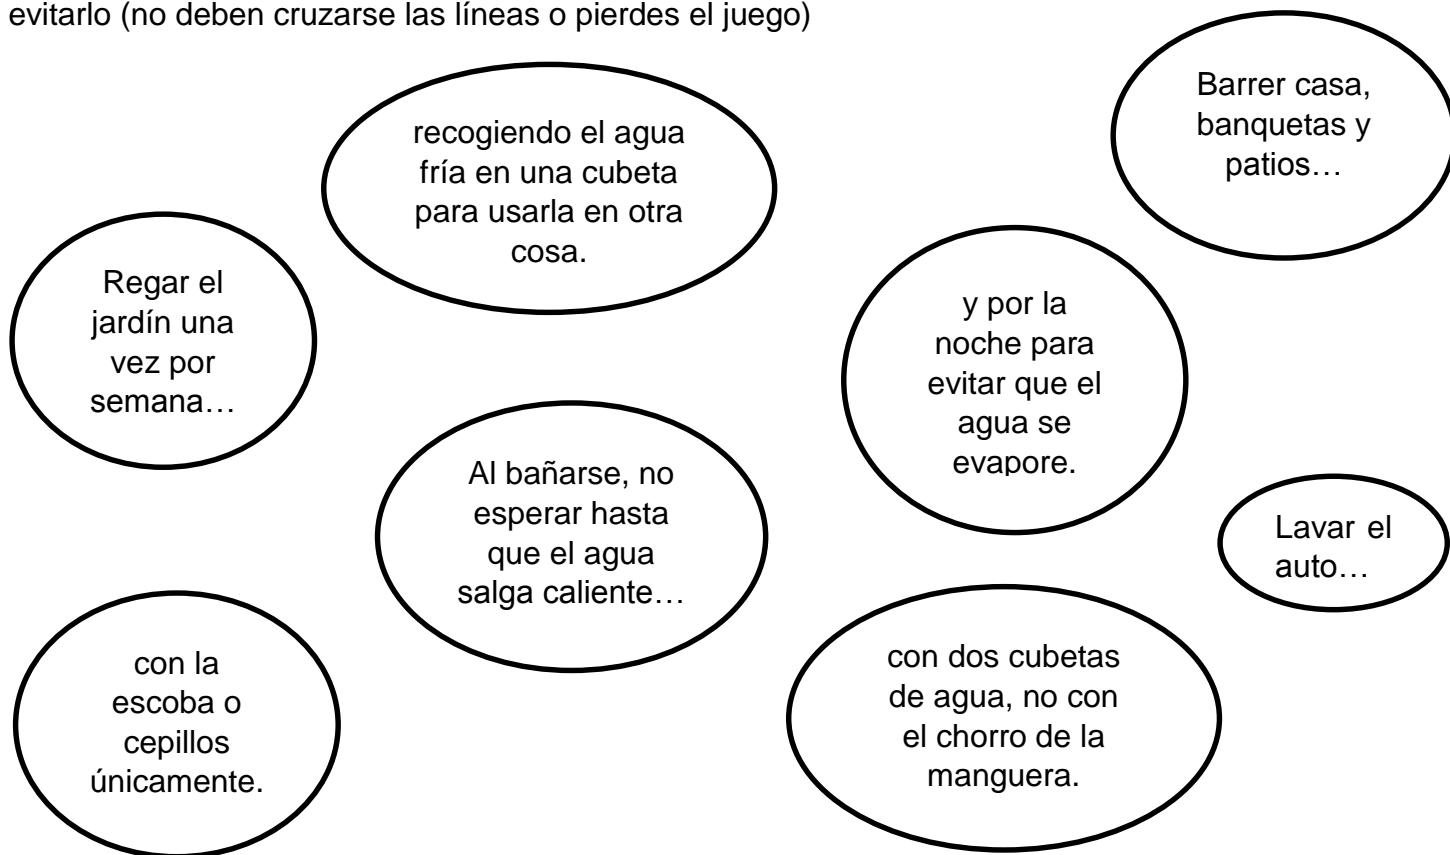 evitarlo (no deben cruzarse las líneas o pierdes el juego)
Barrer casa,
banquetas y
patios…
recogiendo el agua
fría en una cubeta
para usarla en otra
cosa.
Regar el
jardín una
vez por
semana…
y por la
noche para
evitar que el
agua se
evapore.
Al bañarse, no
esperar hasta
que el agua
salga caliente…
Lavar el
auto…
con la
escoba o
cepillos
únicamente.
con dos cubetas
de agua, no con
el chorro de la
manguera.